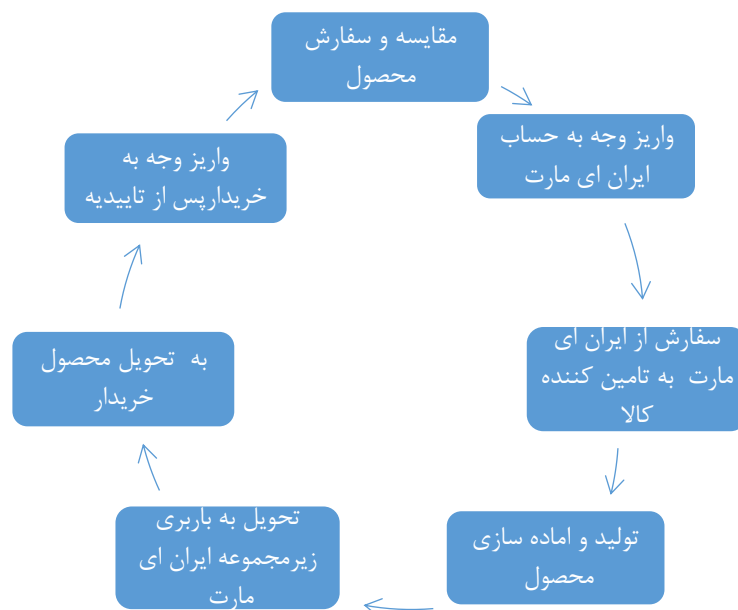 مقایسه و سفارش
محصول
واریز وجه به حساب
ایران ای مارت
سفارش از ایران ای
مارت به تامین کننده
کالا
تولید و اماده سازی
محصول
تحویل به باربری
زیرمجموعه ایران ای
مارت
به تحویل محصول
خریدار
واریز وجه به
خریدارپس از تاییدیه